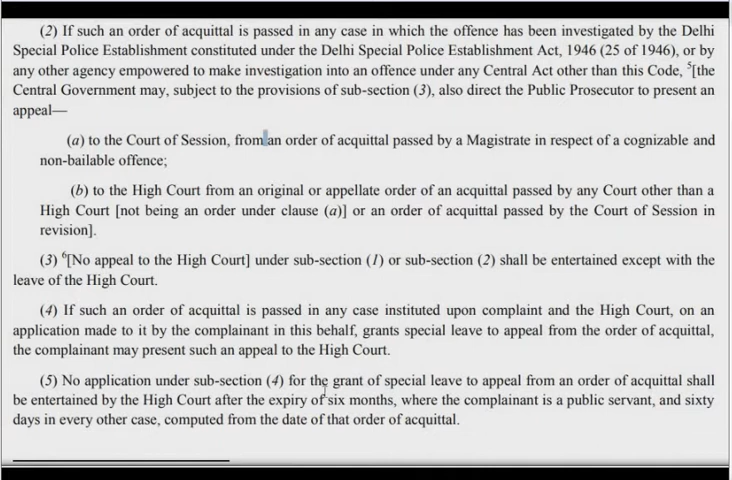 (2) If such an order of acquittal is passed in any case in which the offence has been investigated by the Delhi
Special Police Establishment constituted under the Delhi Special Police Establishment Act, 1946 (25 of 1946), or by
any other agency empowered to make investigation into an offence under any Central Act other than this Code, 5[the
Central Government may, subject to the provisions of sub-section (3), also direct the Public Prosecutor to present an
appeal—
(a) to the Court of Session, from an order of acquittal passed by a Magistrate in respect of a cognizable and
non-bailable offence;
(b) to the High Court from an original or appellate order of an acquittal passed by any Court other than a
High Court [not being an order under clause (a)] or an order of acquittal passed by the Court of Session in
revision].
(3) 6[No appeal to the High Court] under sub-section (1) or sub-section (2) shall be entertained except with the
leave of the High Court.
(4) If such an order of acquittal is passed in any case instituted upon complaint and the High Court, on an
application made to it by the complainant in this behalf, grants special leave to appeal from the order of acquittal,
the complainant may present such an appeal to the High Court.
(5) No application under sub-section (4) for the grant of special leave to appeal from an order of acquittal shall
be entertained by the High Court after the expiry of six months, where the complainant is a public servant, and sixty
days in every other case, computed from the date of that order of acquittal.